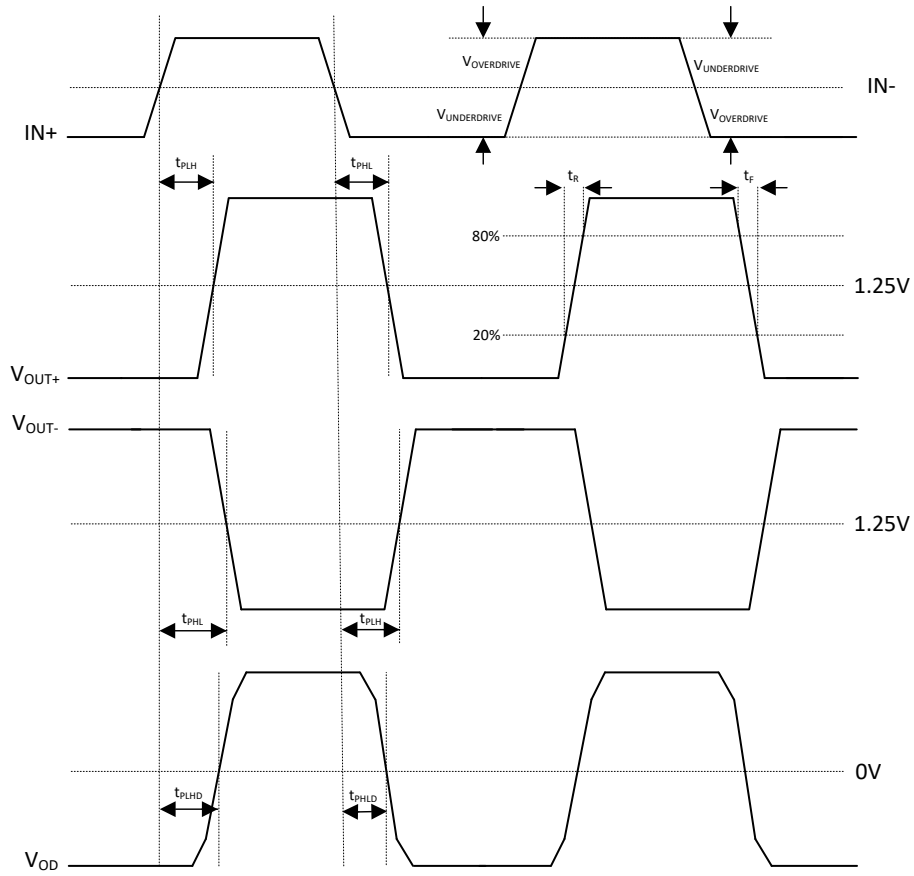 VOVERDRIVE
VUNDERDRIVE
IN-
VUNDERDRIVE
VOVERDRIVE
IN+
tPLH
tPHL
tR
tF
80%
1.25V
20%
VOUT+
VOUT-
1.25V
tPHL
tPLH
0V
tPLHD
tPHLD
VOD